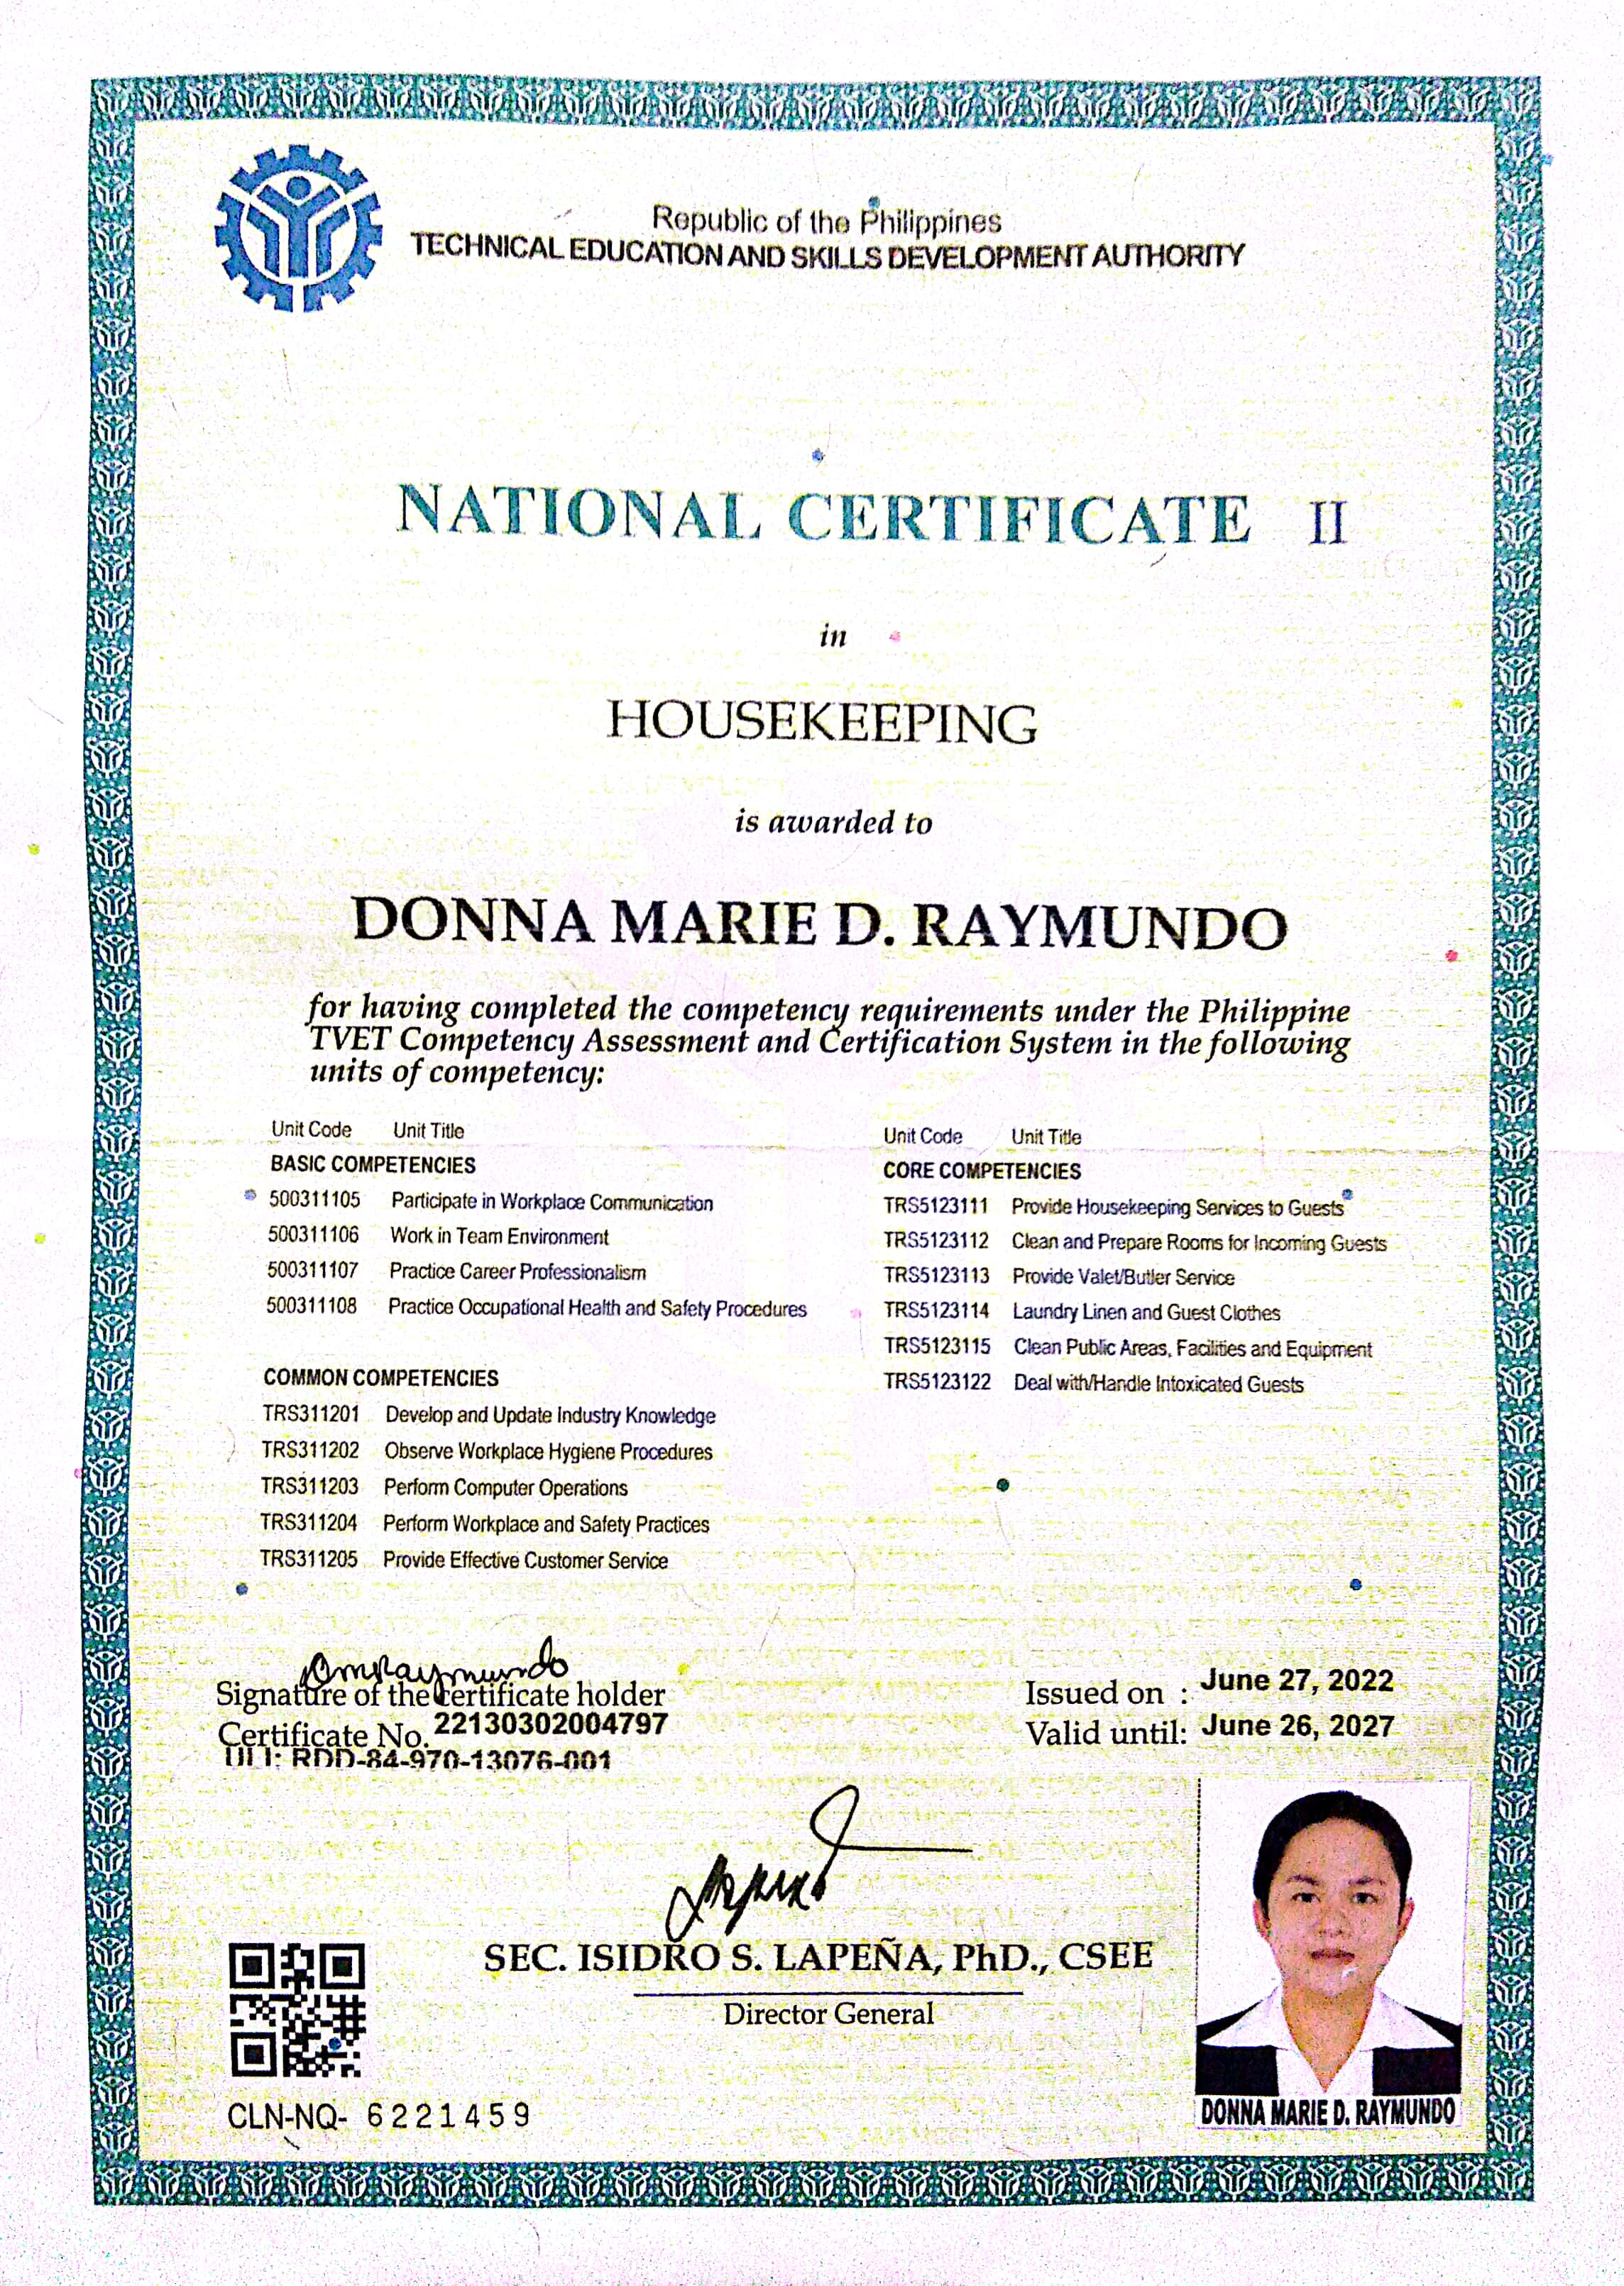 Republic of the Philippines
TECHNICAL EDUCATION AND SKILLS DEVELOPMENT AUTHORITY
NATIONAL CERTIFICATE II
in
HOUSEKEEPING
is awarded to
DONNA MARIE D. RAYMUNDO
for having completed the competency requirements under the Philippine
TVET Competency Assessment and Certification System in the following
units of competency:
Unit Code Unit Title
BASIC COMPETENCIES
500311105 Participate in Workplace Communication
500311106 Work in Team Environment
500311107 Practice Career Professionalism
500311108 Practice Occupational Health and Safety Procedures
COMMON COMPETENCIES
TRS311201 Develop and Update Industry Knowledge
TRS311202 Observe Workplace Hygiene Procedures
TRS311203 Perform Computer Operations
TRS311204 Perform Workplace and Safety Practices
TRS311205 Provide Effective Customer Service
Unit Code Unit Title
CORE COMPETENCIES
TRS5123111 Provide Housekeeping Services to Guests
TRS5123112 Clean and Prepare Rooms for Incoming Guests
TRS5123113 Provide Valet/Butler Service
TRS5123114 Laundry Linen and Guest Clothes
TRS5123115 Clean Public Areas, Facilities and Equipment
TRS5123122 Deal with/Handle Intoxicated Guests
DMRaymundo
Signature of the certificate holder
Certificate No. 22130302004797
ULI: RDD-84-970-13076-001
Issued on : June 27, 2022
Valid until: June 26, 2027
SEC. ISIDRO S. LAPEÑA, PhD., CSEE
Director General
CLN-NQ- 6221459
DONNA MARIE D. RAYMUNDO